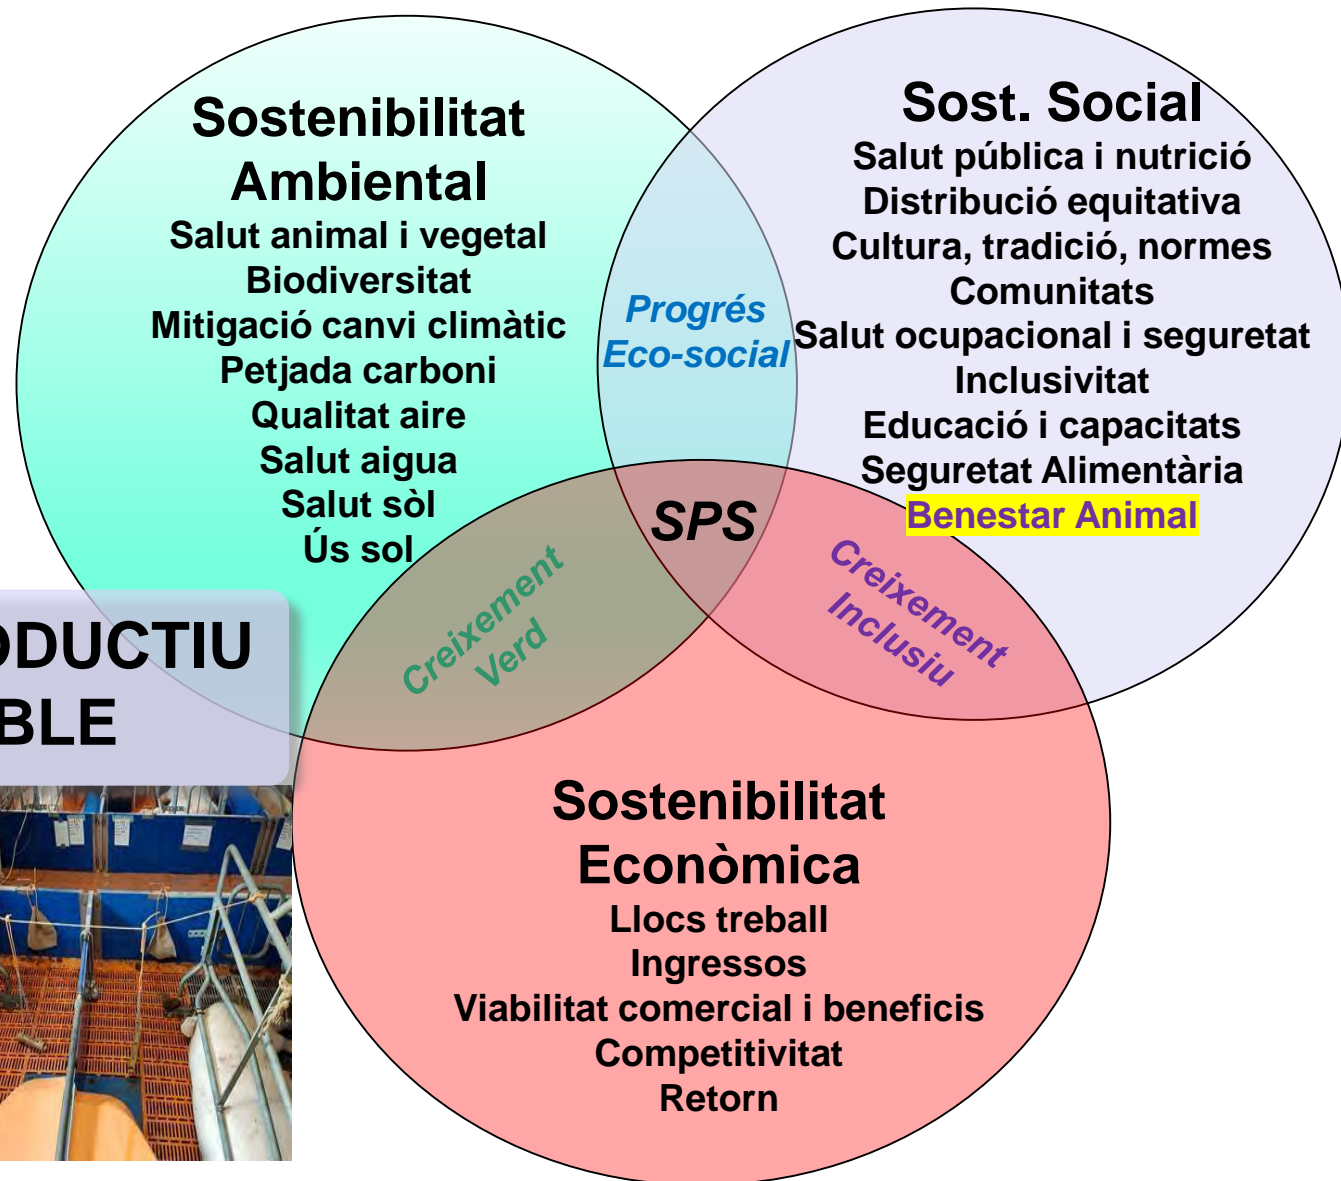 Sostenibilitat
Ambiental
Salut animal i vegetal
Biodiversitat
Mitigació canvi climàtic
Petjada carboni
Qualitat aire
Salut aigua
Salut sòl
Ús sol
Sost. Social
Salut pública i nutrició
Distribució equitativa
Cultura, tradició, normes
Comunitats
Salut ocupacional i seguretat
Inclusivitat
Educació i capacitats
Seguretat Alimentària
Benestar Animal
Progrés
Eco-social
SPS
Creixement
Verd
Creixement
Inclusiu
ODUCTIU
BLE
Sostenibilitat
Econòmica
Llocs treball
Ingressos
Viabilitat comercial i beneficis
Competitivitat
Retorn